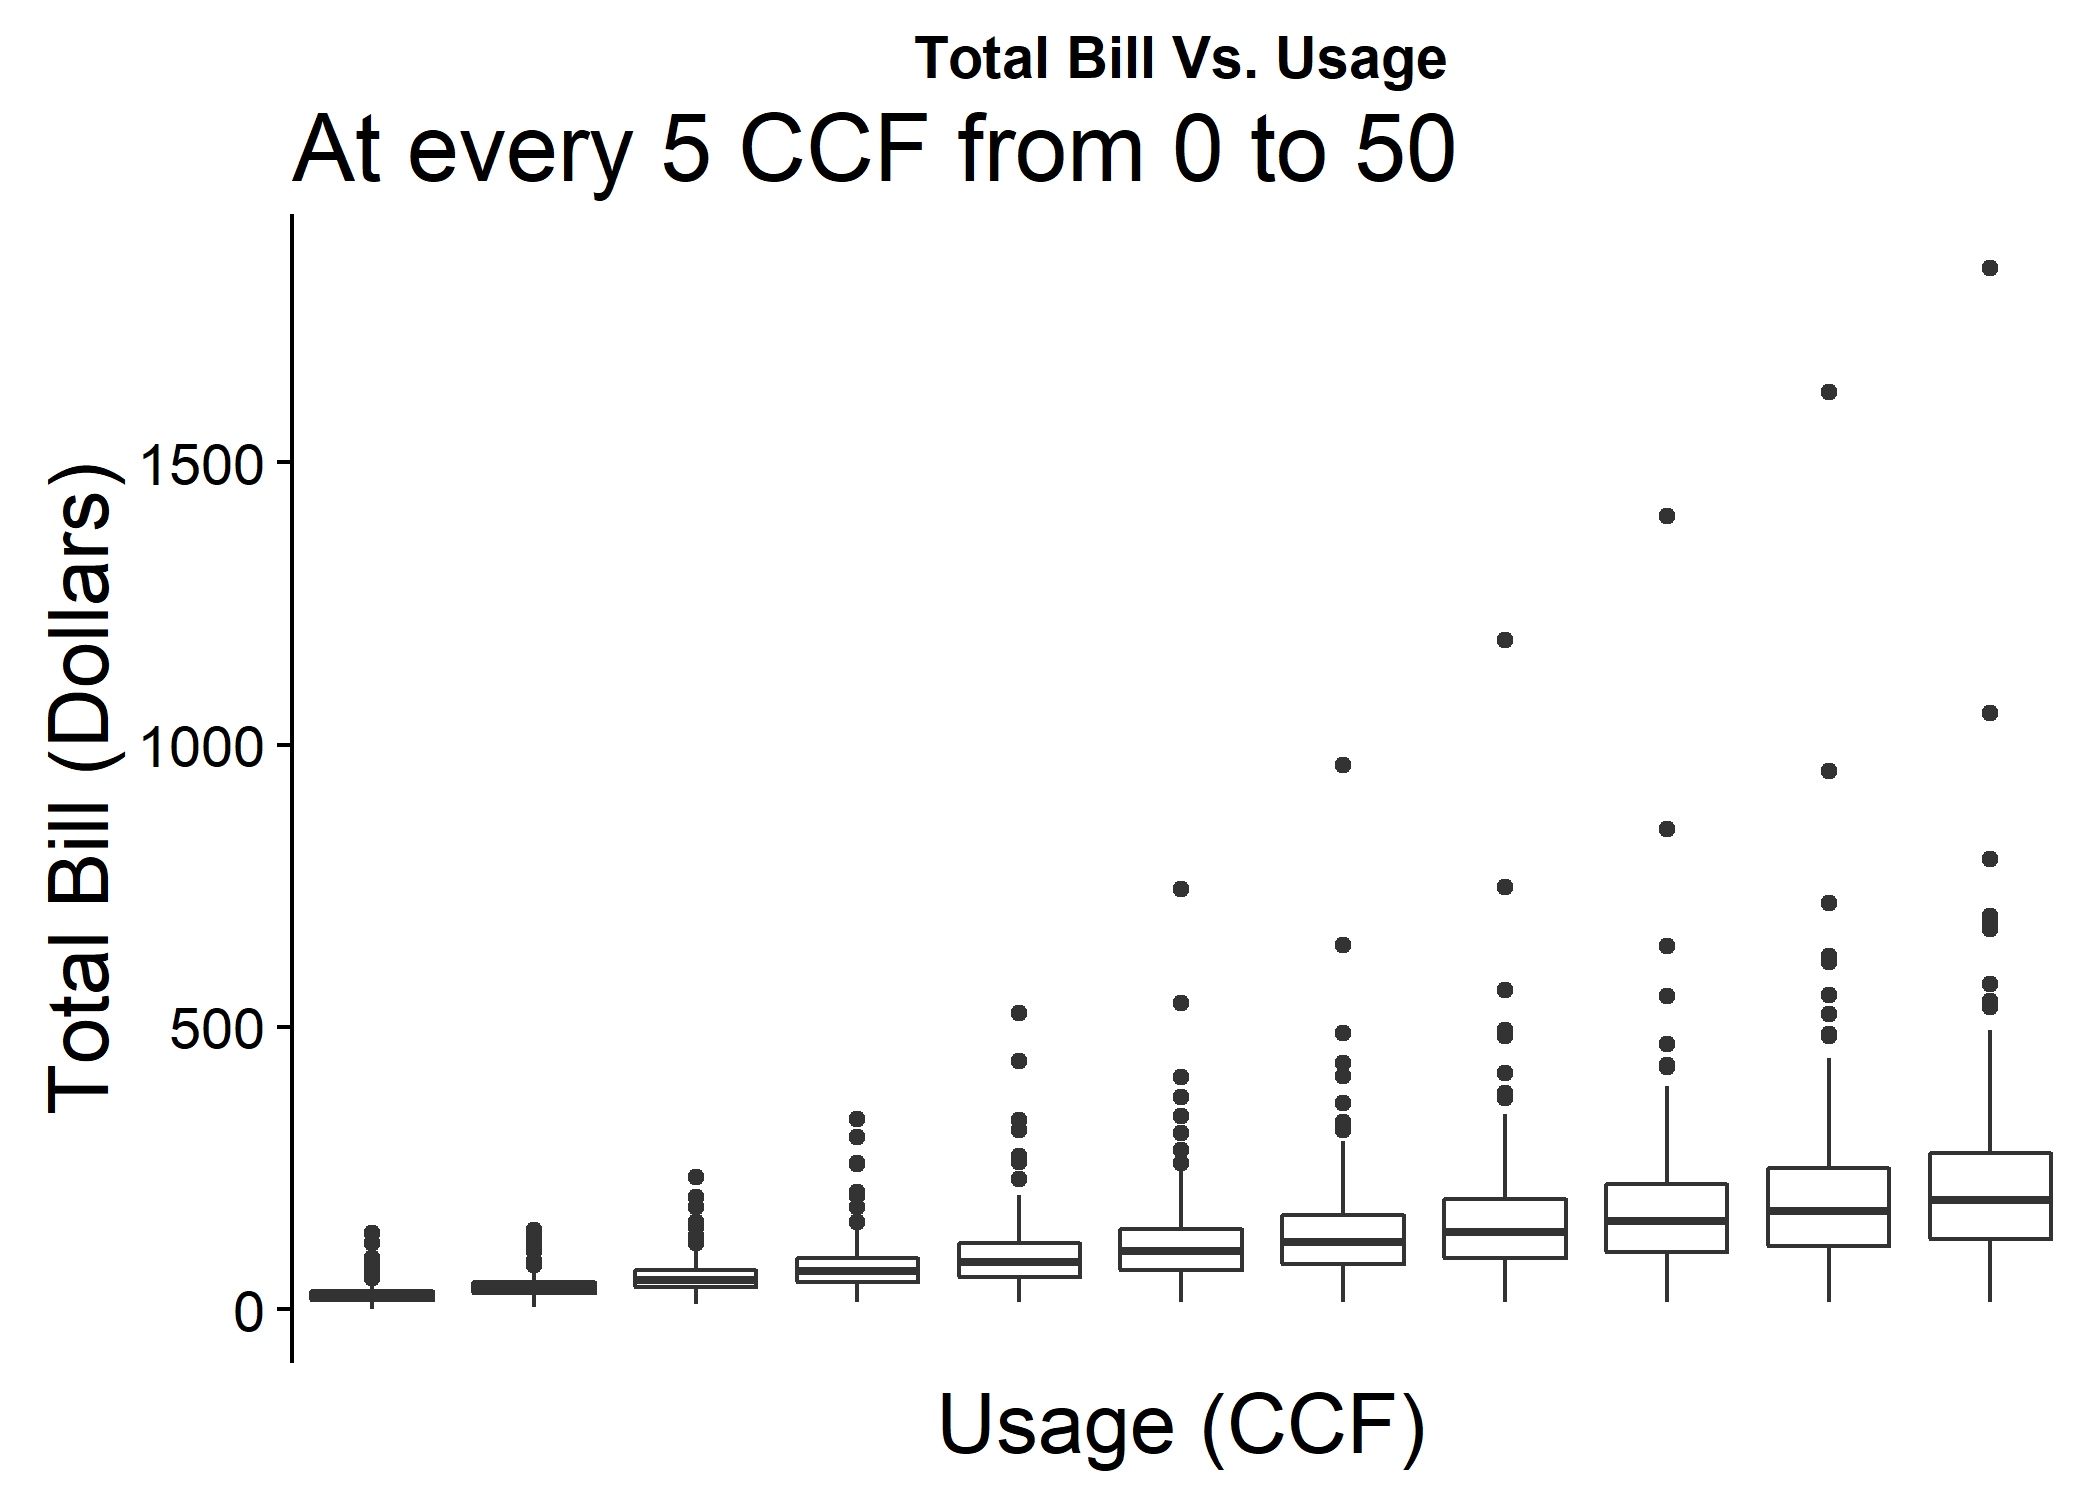 Total Bill Vs. Usage
At every 5 CCF from 0 to 50
Total Bill (Dollars)
1500
1000
500
0
Usage (CCF)